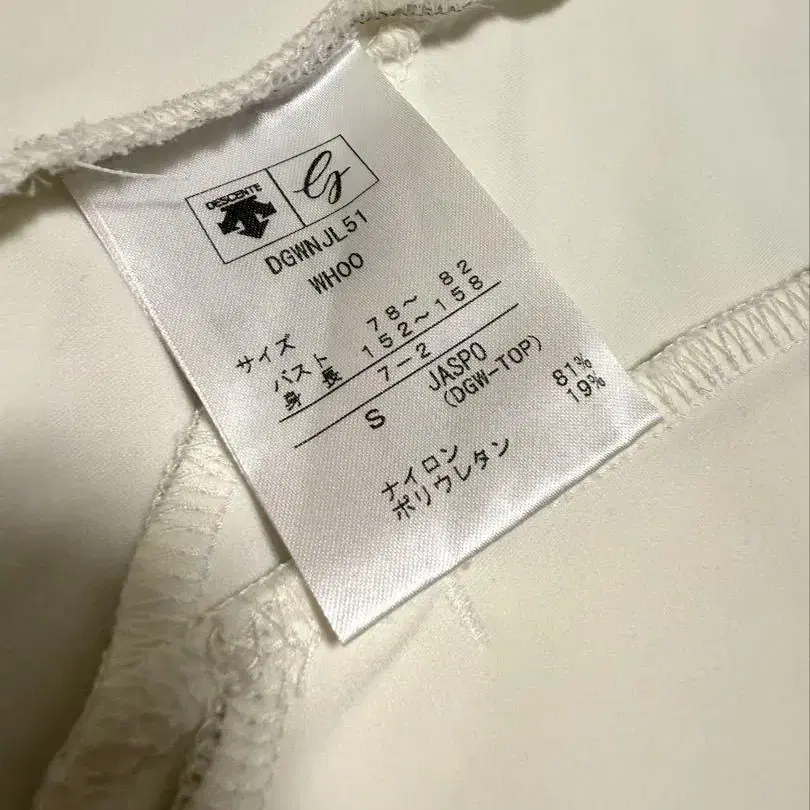 DESCENTE G
DGWNJL51
WH00
サイズ
バスト 78～ 82
身長 152～158
7-2
S JASPO
(DGW-TOP)
ナイロン 81%
ポリウレタン 19%